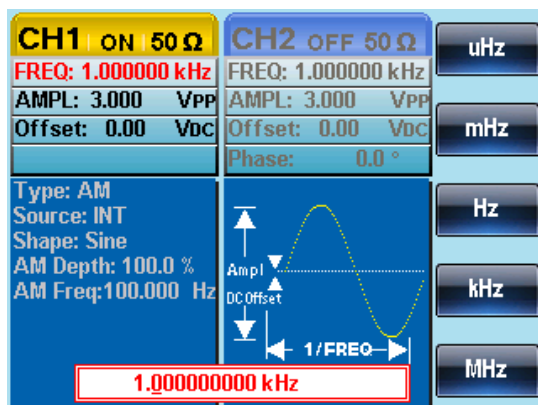 CH1 ON 50 Ω
FREQ: 1.000000 kHz
AMPL: 3.000 VPP
Offset: 0.00 VDC
CH2 OFF 50 Ω
FREQ: 1.000000 kHz
AMPL: 3.000 VPP
Offset: 0.00 VDC
Phase: 0.0 °
Type: AM
Source: INT
Shape: Sine
AM Depth: 100.0 %
AM Freq:100.000 Hz
Ampl
DC Offset
1/FREQ
1.000000000 kHz
uHz
mHz
Hz
kHz
MHz